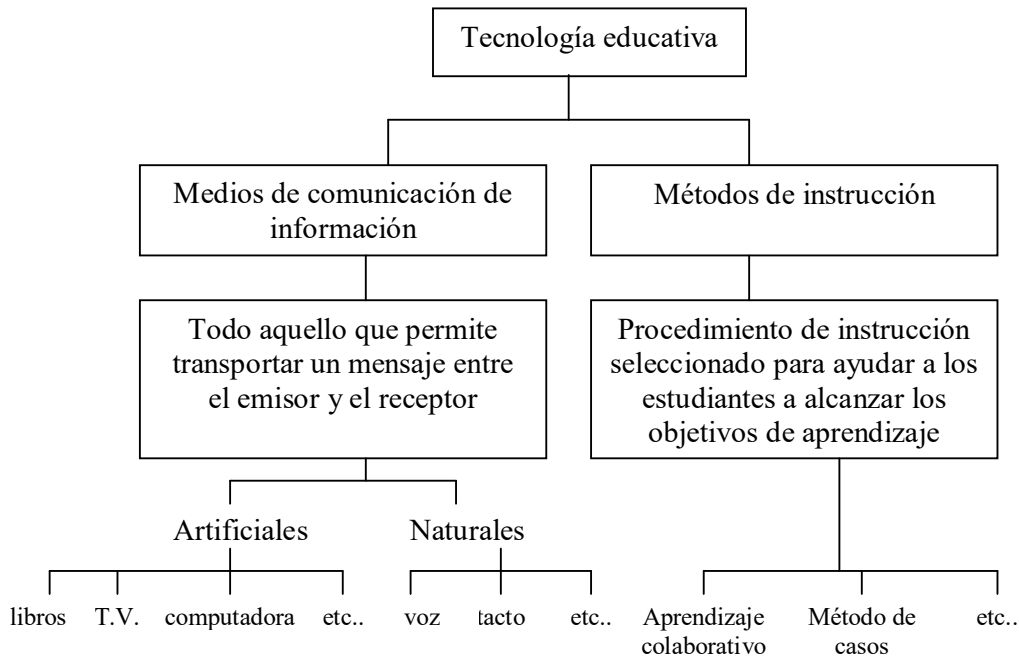 Tecnología educativa
Medios de comunicación de
información
Métodos de instrucción
Todo aquello que permite
transportar un mensaje entre
el emisor y el receptor
Procedimiento de instrucción
seleccionado para ayudar a los
estudiantes a alcanzar los
objetivos de aprendizaje
Artificiales
Naturales
libros
T.V.
computadora
etc..
voz
tacto
etc..
Aprendizaje
colaborativo
Método de
casos
etc..